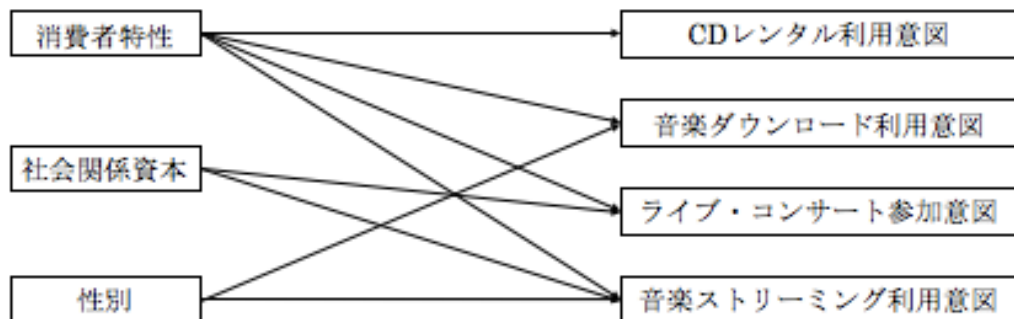 消費者特性
社会関係資本
性別
CDレンタル利用意図
音楽ダウンロード利用意図
ライブ・コンサート参加意図
音楽ストリーミング利用意図